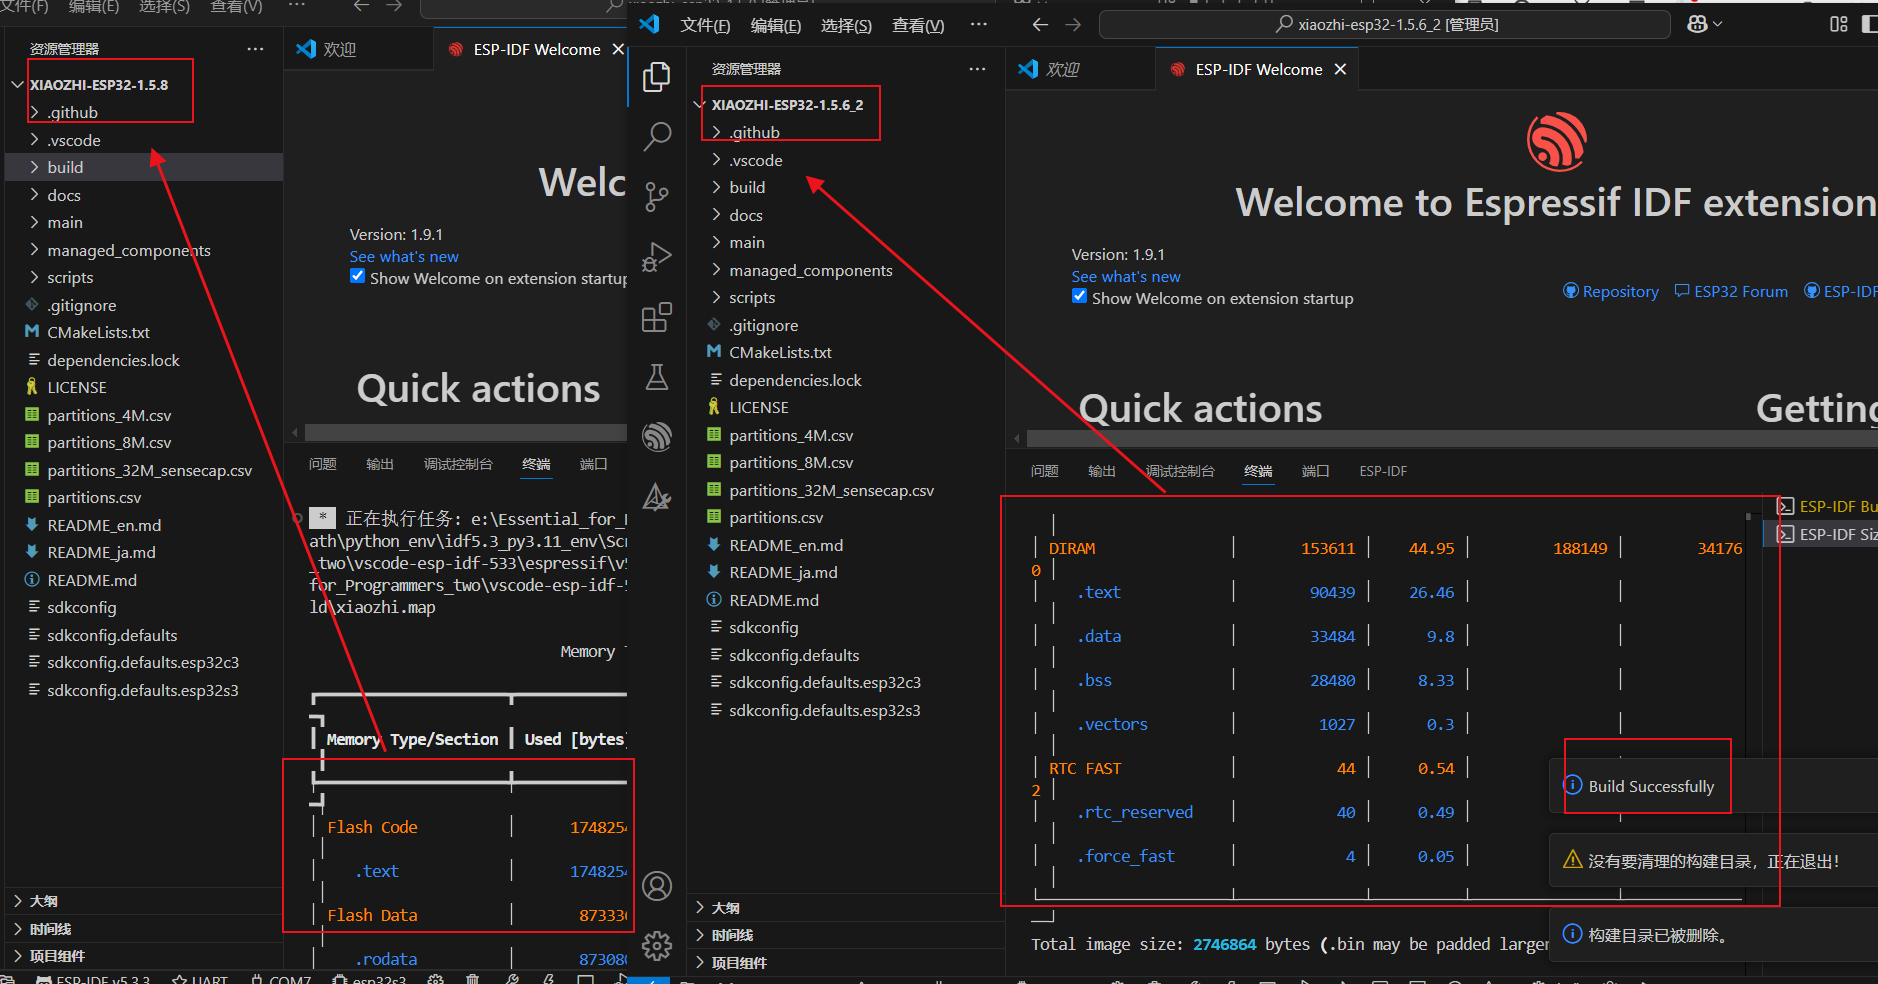 文件(F) 编辑(E) 选择(S) 查看(V) ···
资源管理器 ···
XIAOZHI-ESP32-1.5.8
.github
.vscode
build
docs
main
managed_components
scripts
.gitignore
CMakeLists.txt
dependencies.lock
LICENSE
partitions_4M.csv
partitions_8M.csv
partitions_32M_sensecap.csv
partitions.csv
README_en.md
README_ja.md
README.md
sdkconfig
sdkconfig.defaults
sdkconfig.defaults.esp32c3
sdkconfig.defaults.esp32s3
大纲
时间线
项目组件
ESP-IDF v5.3.3 UART COM7 esp32s3
欢迎 ESP-IDF Welcome
Welc
Version: 1.9.1
See what's new
Show Welcome on extension startup
Quick actions
问题 输出 调试控制台 终端 端口
* 正在执行任务: e:\Essential_for_
ath\python_env\idf5.3_py3.11_env\Scr
_two\vscode-esp-idf-533\espressif\v5
for_Programmers_two\vscode-esp-idf-5
ld\xiaozhi.map
Memory
Memory Type/Section Used [bytes]
Flash Code 1748254
.text 1748254
Flash Data 873336
.rodata 873080
文件(F) 编辑(E) 选择(S) 查看(V) ···
xiaozhi-esp32-1.5.6_2 [管理员]
资源管理器 ···
XIAOZHI-ESP32-1.5.6_2
.github
.vscode
build
docs
main
managed_components
scripts
.gitignore
CMakeLists.txt
dependencies.lock
LICENSE
partitions_4M.csv
partitions_8M.csv
partitions_32M_sensecap.csv
partitions.csv
README_en.md
README_ja.md
README.md
sdkconfig
sdkconfig.defaults
sdkconfig.defaults.esp32c3
sdkconfig.defaults.esp32s3
大纲
时间线
项目组件
欢迎 ESP-IDF Welcome
Welcome to Espressif IDF extension
Version: 1.9.1
See what's new
Show Welcome on extension startup
Repository ESP32 Forum ESP-IDF
Quick actions
Getting
问题 输出 调试控制台 终端 端口 ESP-IDF
DIRAM 153611 44.95 188149 34176
0
.text 90439 26.46
.data 33484 9.8
.bss 28480 8.33
.vectors 1027 0.3
RTC FAST 44 0.54
2
.rtc_reserved 40 0.49
.force_fast 4 0.05
Total image size: 2746864 bytes (.bin may be padded larger
ESP-IDF Bu
ESP-IDF Siz
Build Successfully
没有要清理的构建目录，正在退出!
构建目录已被删除。